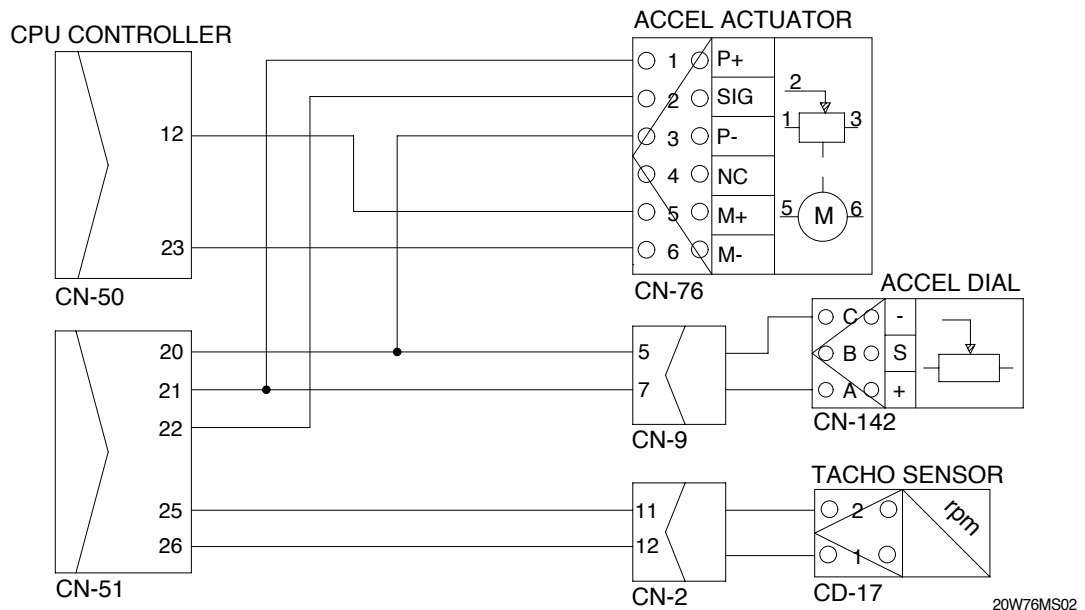 ACCEL ACTUATOR
CPU CONTROLLER
1 P+
2 SIG
3 P-
4 NC
5 M+
6 M-
2
1 3
5 M 6
12
23
CN-50
CN-76
ACCEL DIAL
20
21
22
25
26
CN-51
5
7
CN-9
C -
B S
A +
CN-142
TACHO SENSOR
11
12
CN-2
2
1
rpm
CD-17
20W76MS02